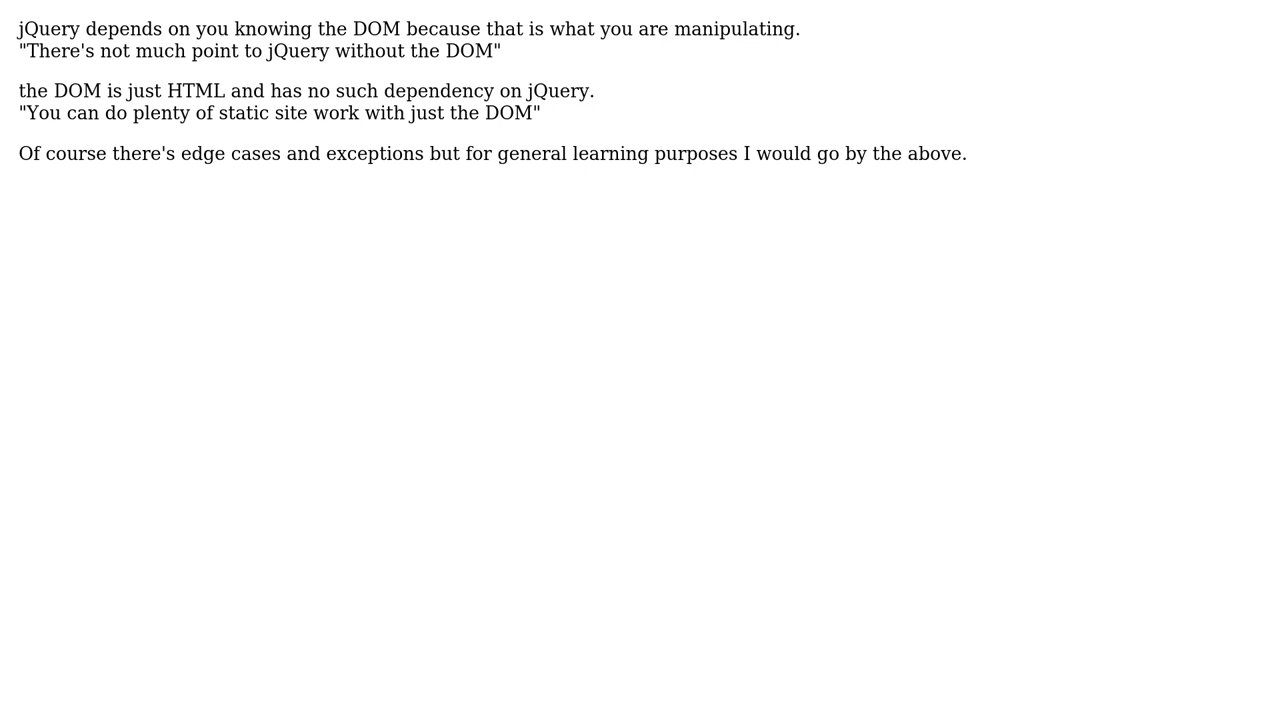 jQuery depends on you knowing the DOM because that is what you are manipulating.
"There's not much point to jQuery without the DOM"
the DOM is just HTML and has no such dependency on jQuery.
"You can do plenty of static site work with just the DOM"
Of course there's edge cases and exceptions but for general learning purposes I would go by the above.